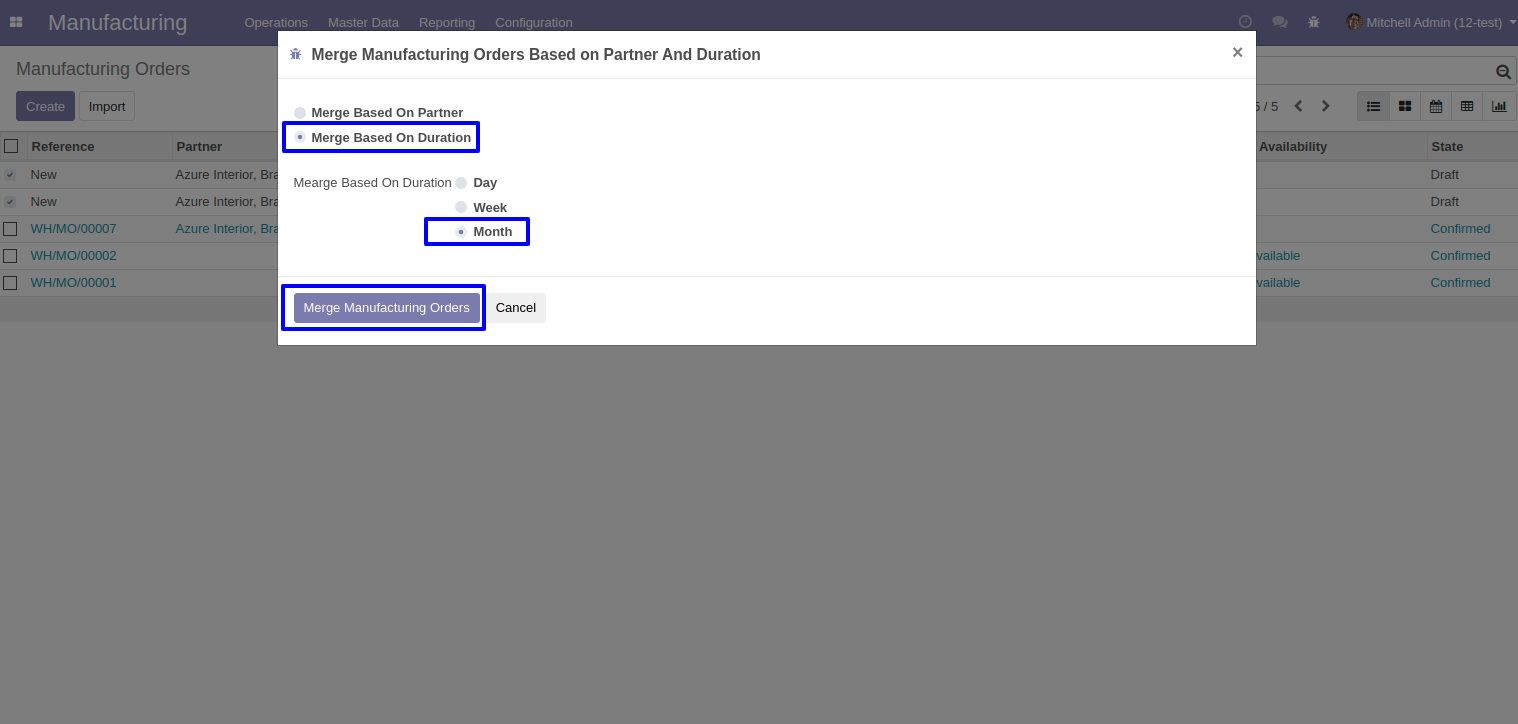 Manufacturing Operations Master Data Reporting Configuration Mitchell Admin (12-test)
Merge Manufacturing Orders Based on Partner And Duration ×
Manufacturing Orders
Create Import
/ 5
Merge Based On Partner
Merge Based On Duration
Mearge Based On Duration Day
Week
Month
Merge Manufacturing Orders Cancel
Reference Partner Availability State
New Azure Interior, Bra Draft
New Azure Interior, Bra Draft
WH/MO/00007 Azure Interior, Bra Confirmed
WH/MO/00002 vailable Confirmed
WH/MO/00001 vailable Confirmed